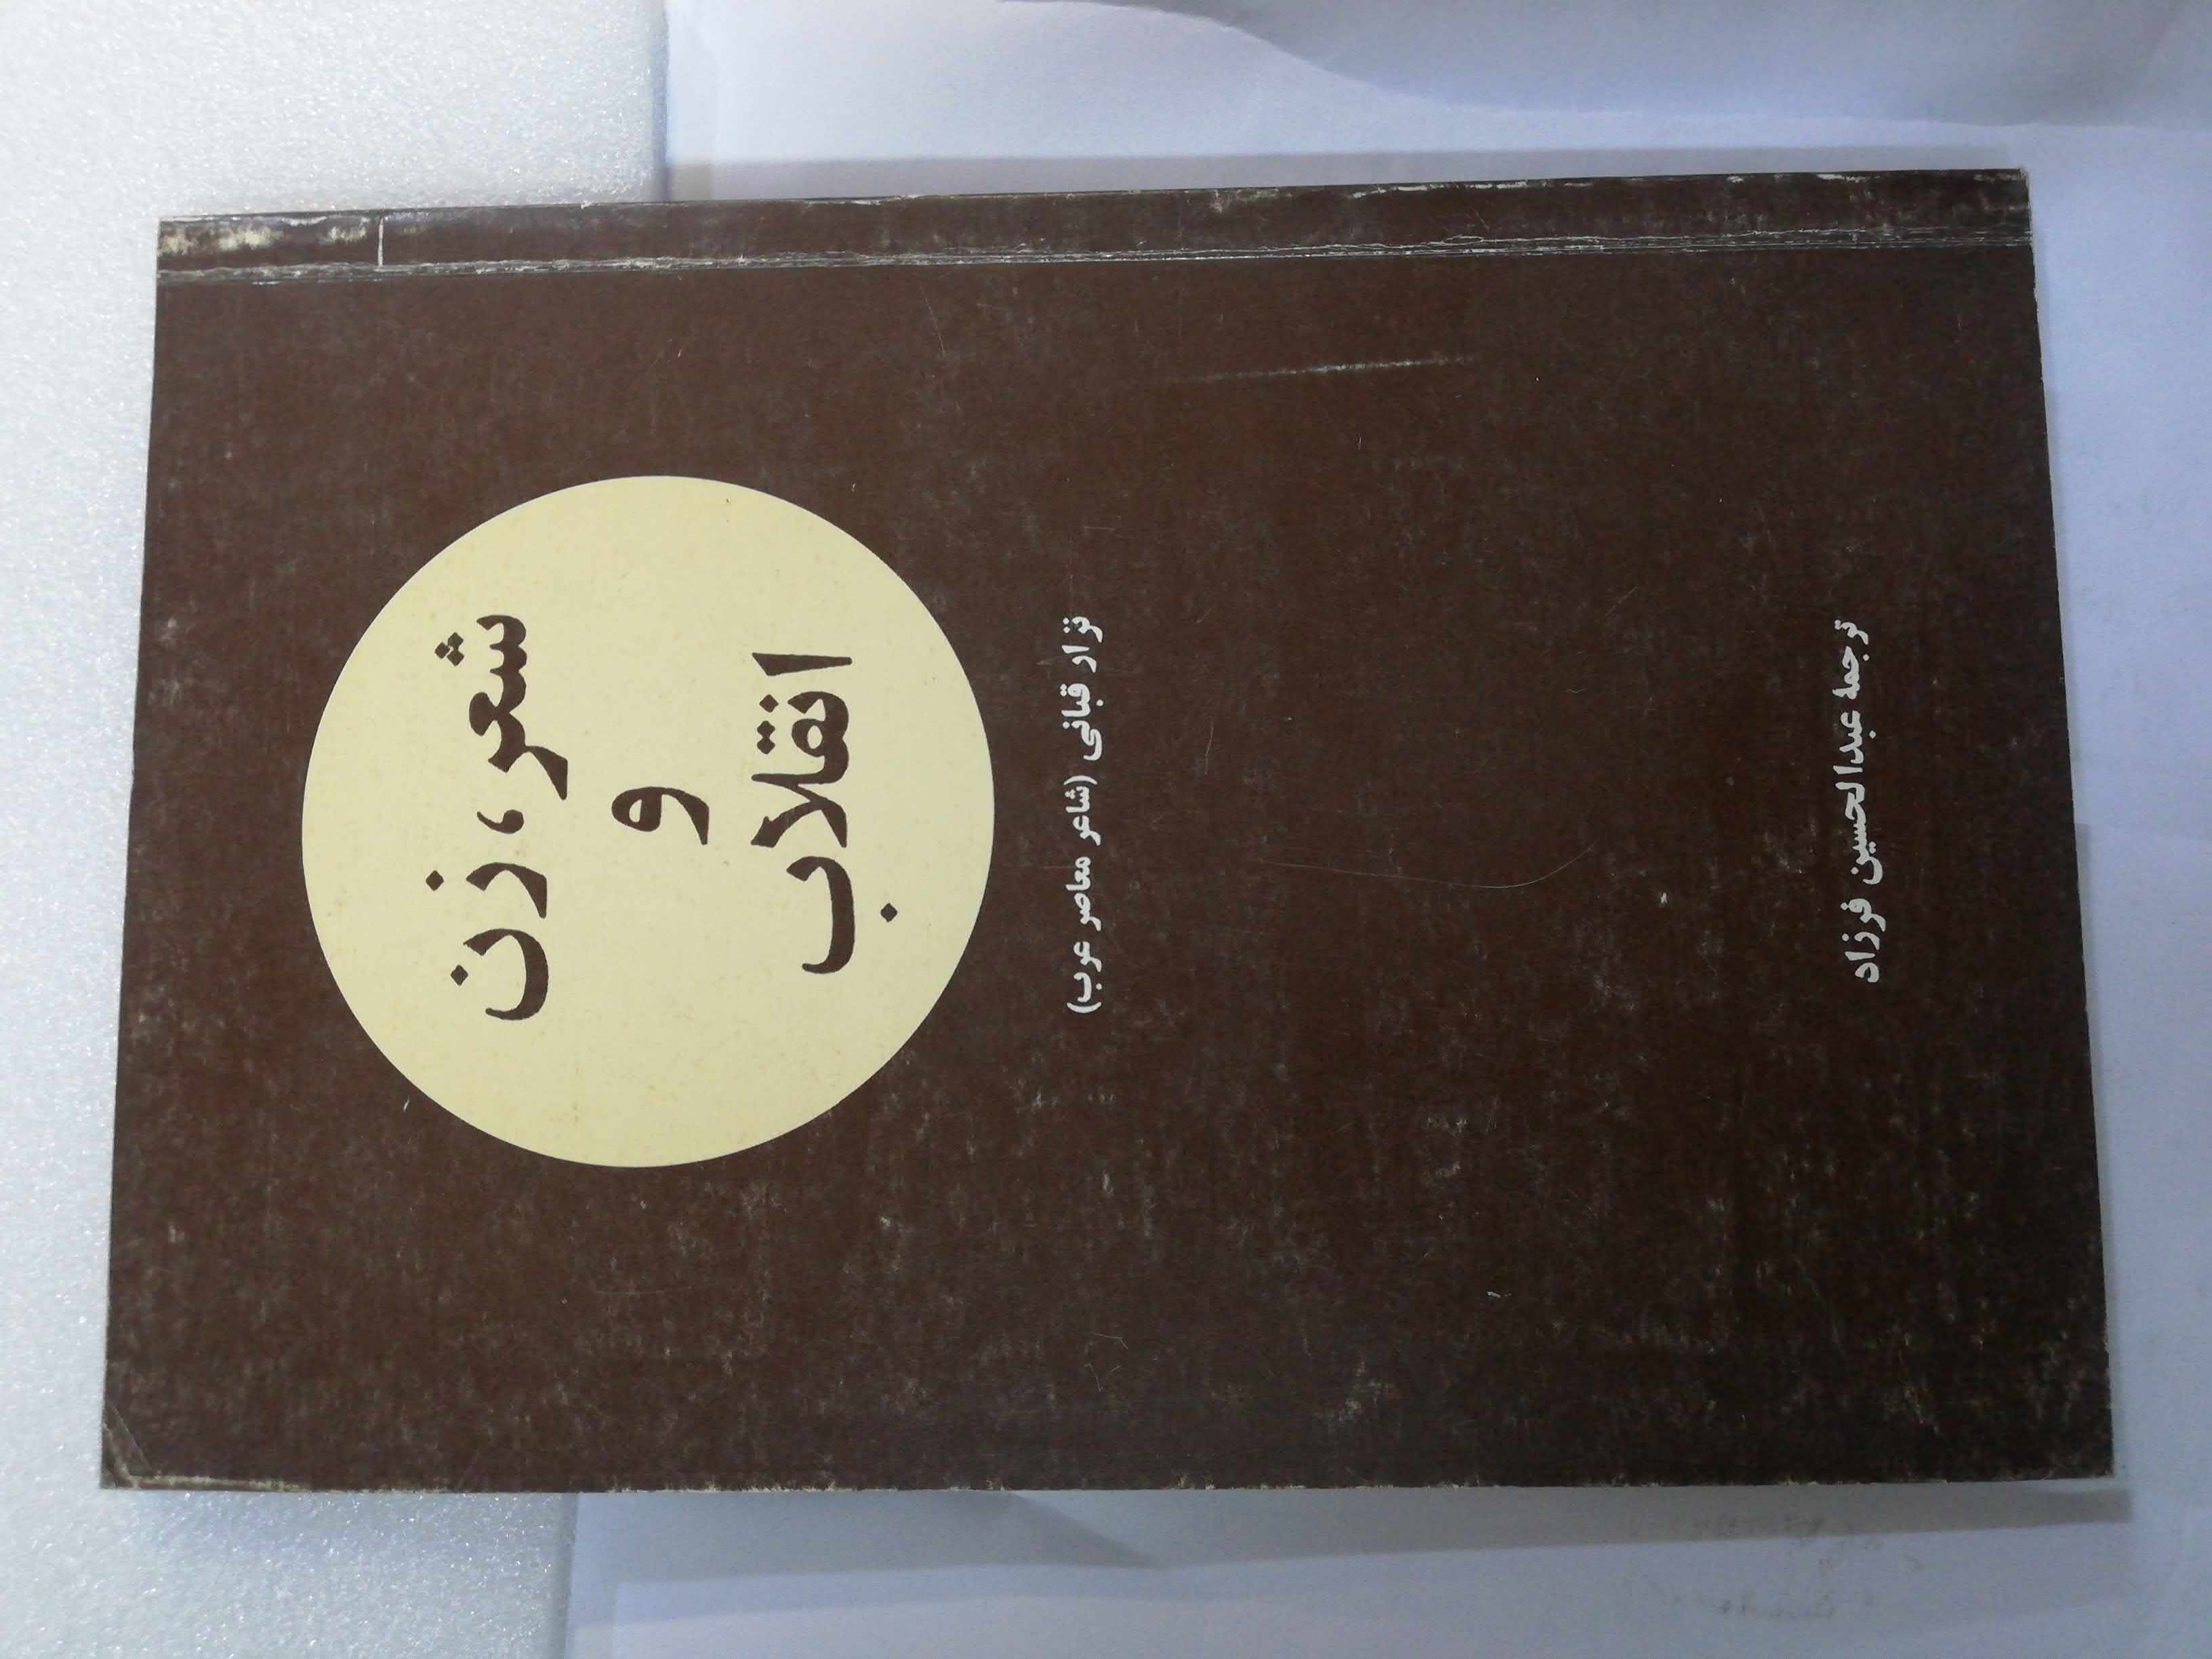 شعر، زن
و
انقلاب
نزار قبانی (شاعر معاصر عرب)
ترجمهٔ عبدالحسین فرزاد